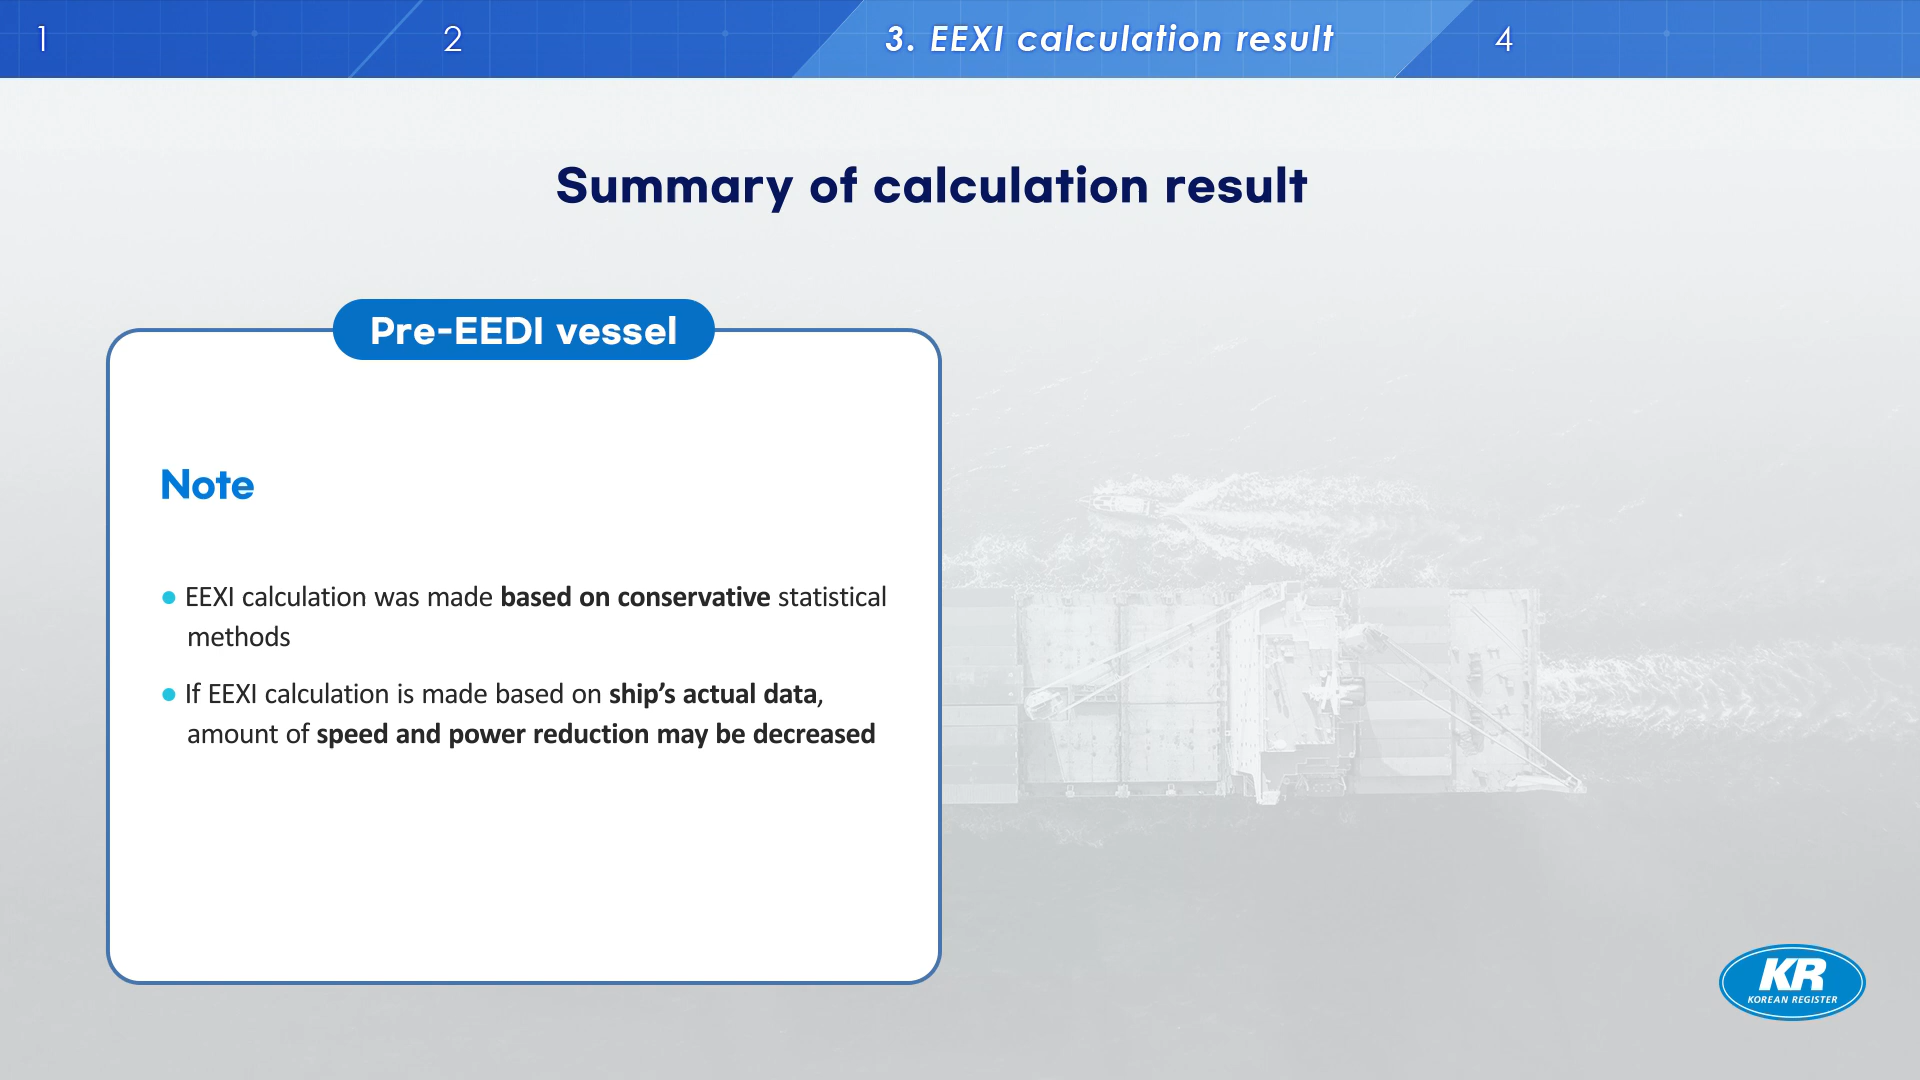 1
2
3. EEXI calculation result
4
Summary of calculation result
Pre-EEDI vessel
Note
● EEXI calculation was made based on conservative statistical
methods
● If EEXI calculation is made based on ship’s actual data,
amount of speed and power reduction may be decreased
KR
KOREAN REGISTER